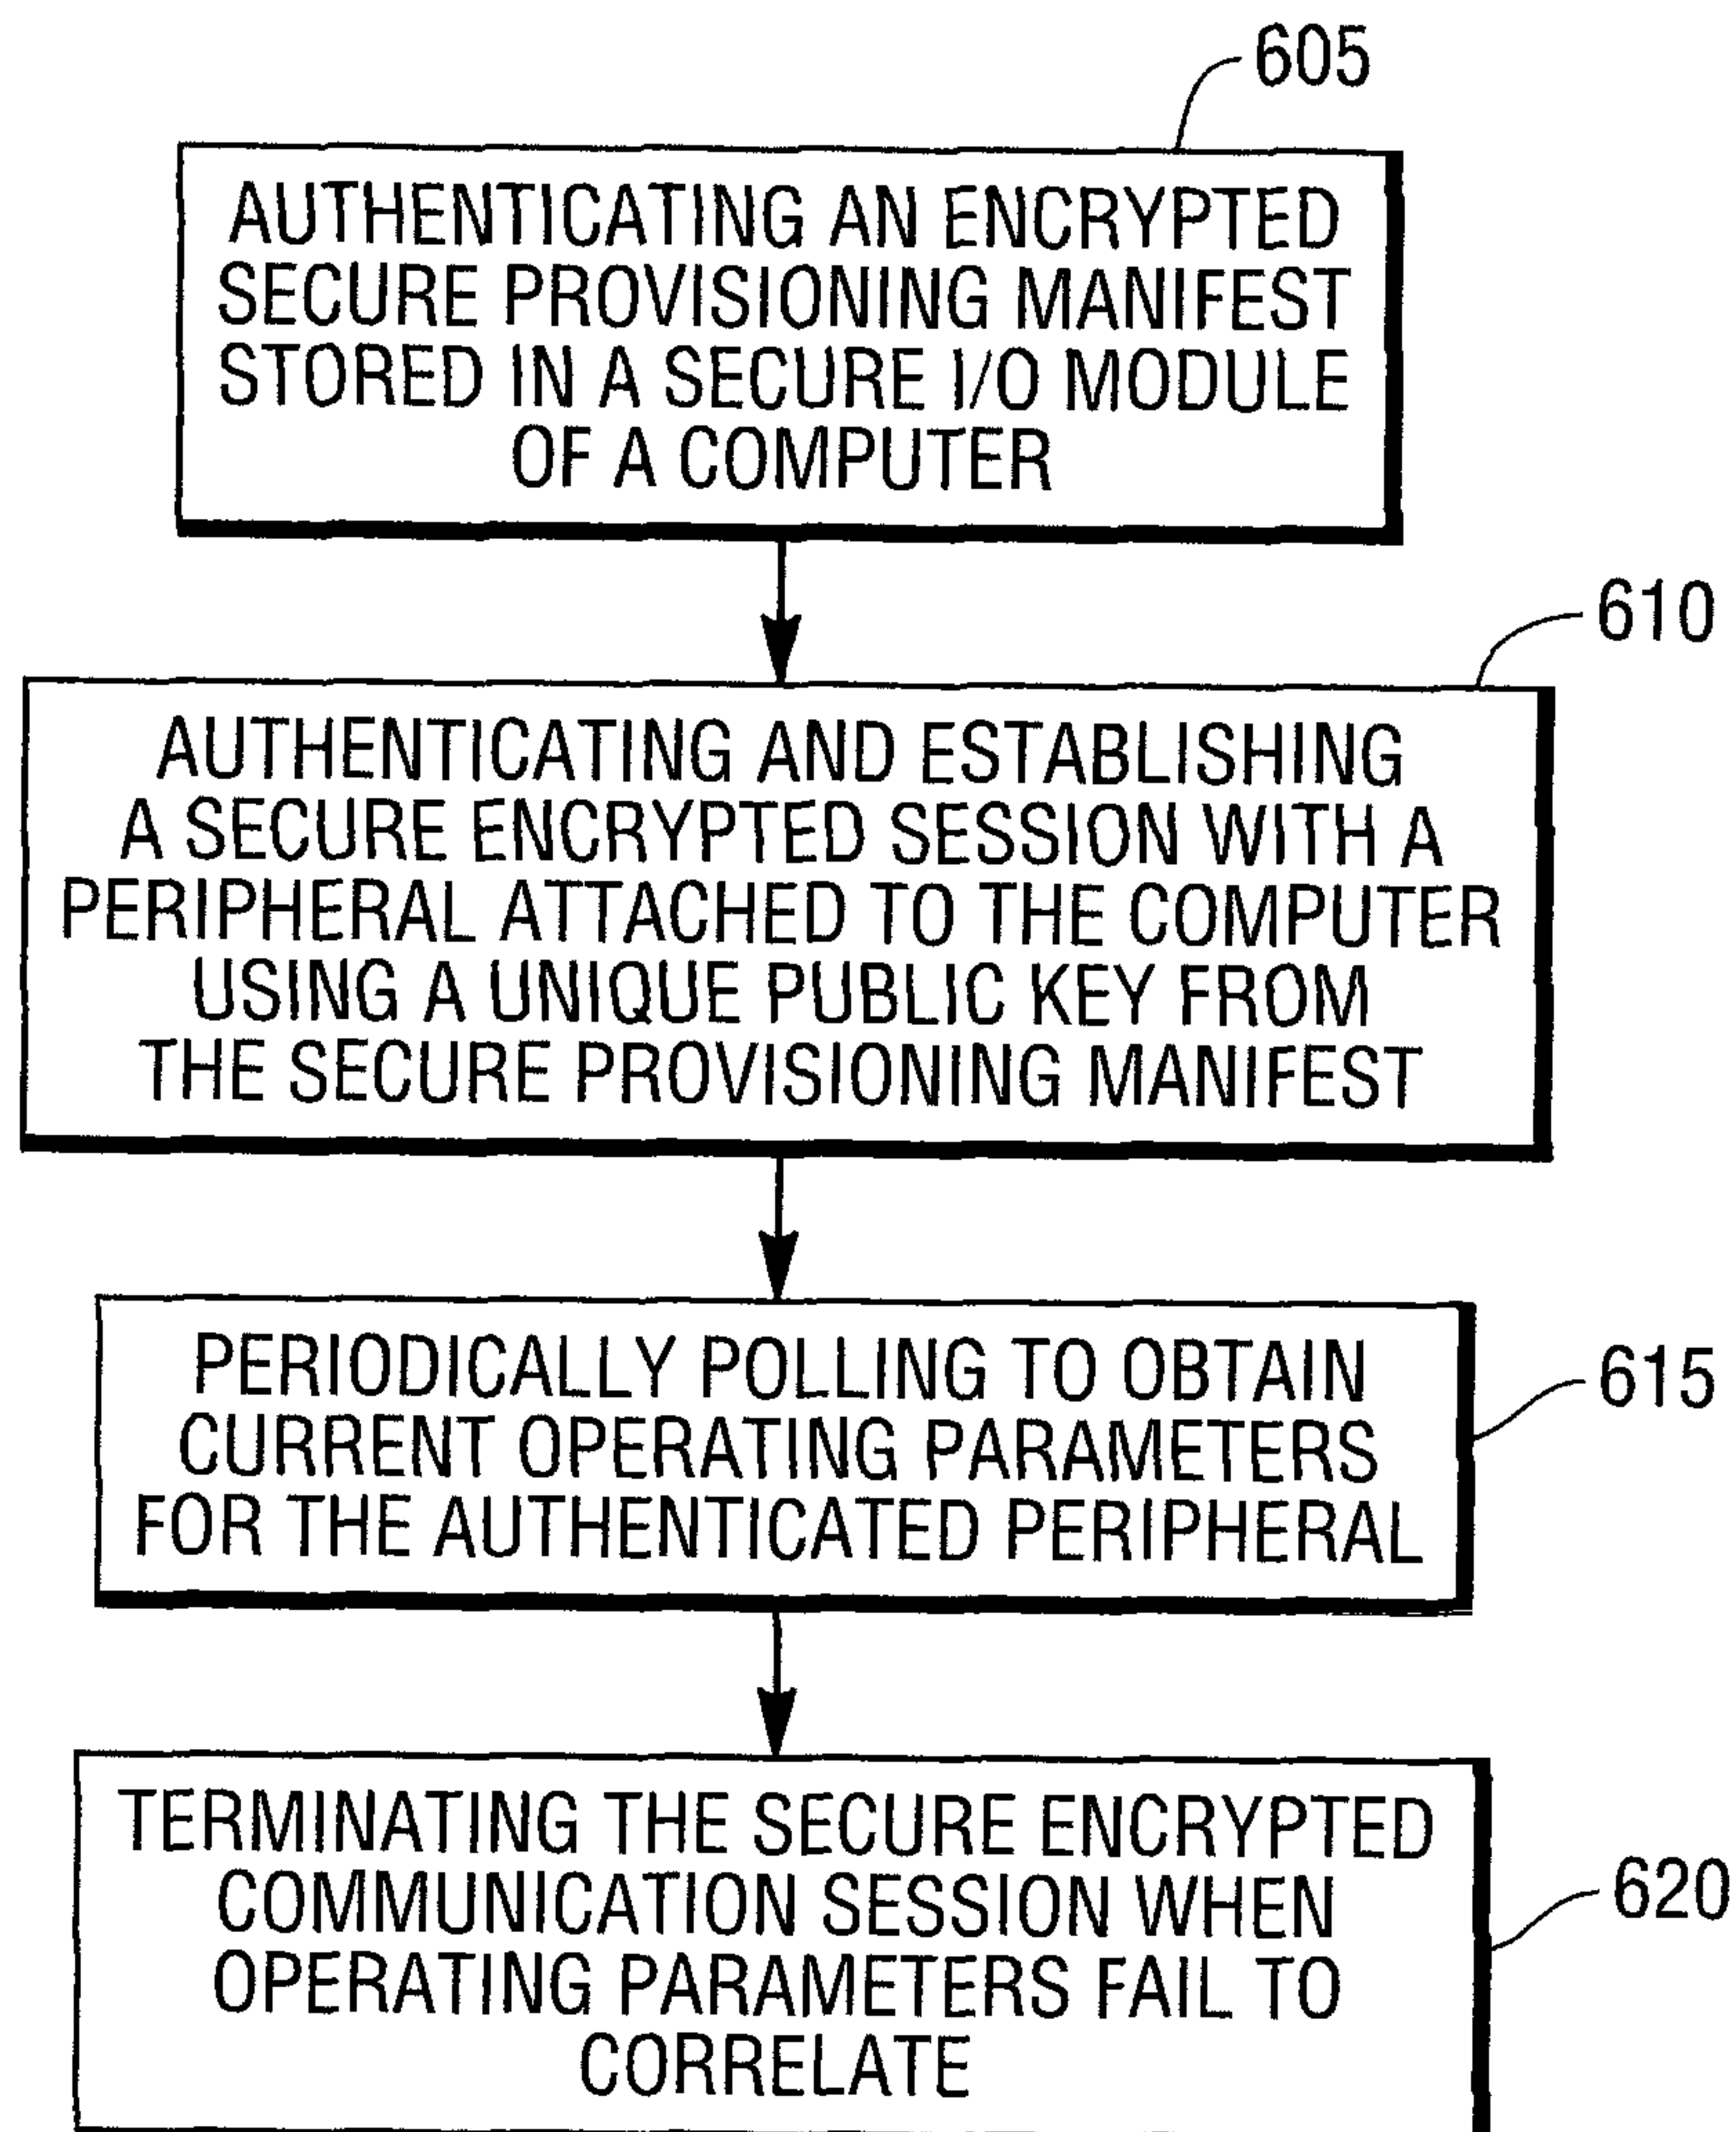 605
AUTHENTICATING AN ENCRYPTED
SECURE PROVISIONING MANIFEST
STORED IN A SECURE I/O MODULE
OF A COMPUTER
610
AUTHENTICATING AND ESTABLISHING
A SECURE ENCRYPTED SESSION WITH A
PERIPHERAL ATTACHED TO THE COMPUTER
USING A UNIQUE PUBLIC KEY FROM
THE SECURE PROVISIONING MANIFEST
PERIODICALLY POLLING TO OBTAIN
CURRENT OPERATING PARAMETERS
FOR THE AUTHENTICATED PERIPHERAL
615
TERMINATING THE SECURE ENCRYPTED
COMMUNICATION SESSION WHEN
OPERATING PARAMETERS FAIL TO
CORRELATE
620